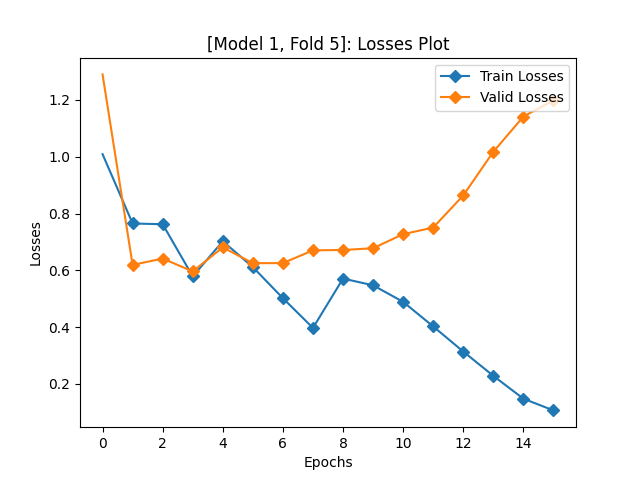 [Model 1, Fold 5]: Losses Plot
Train Losses
Valid Losses
1.2
1.0
0.8
0.6
0.4
0.2
Losses
0 2 4 6 8 10 12 14
Epochs